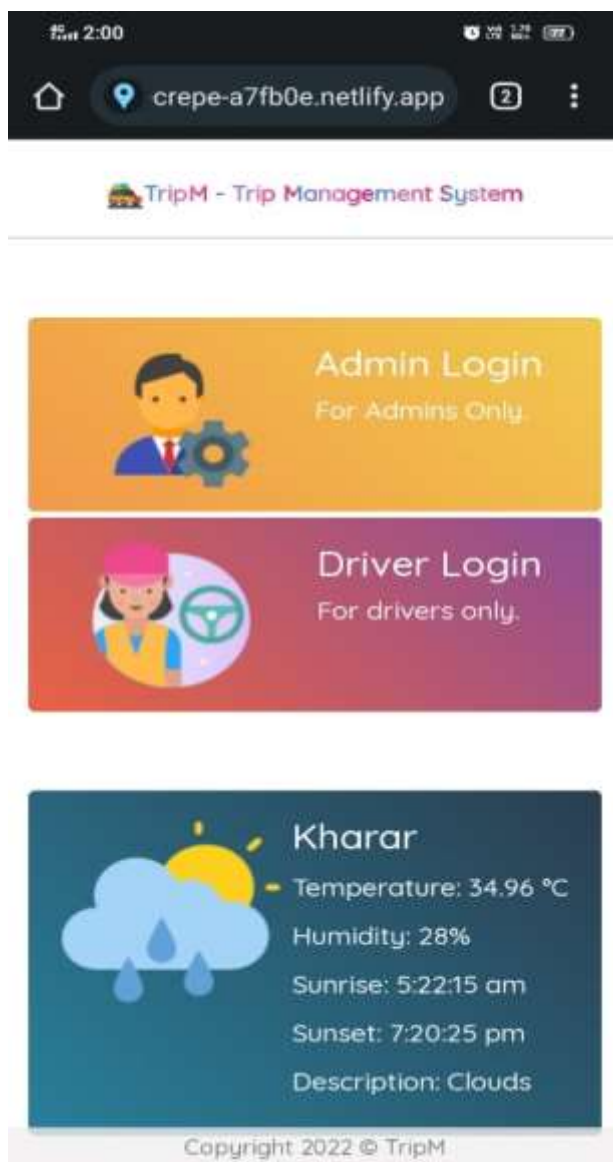 2:00
crepe-a7fb0e.netlify.app 2
TripM - Trip Management System
Admin Login
For Admins Only.
Driver Login
For drivers only.
Kharar
Temperature: 34.96 °C
Humidity: 28%
Sunrise: 5:22:15 am
Sunset: 7:20:25 pm
Description: Clouds
Copyright 2022 © TripM